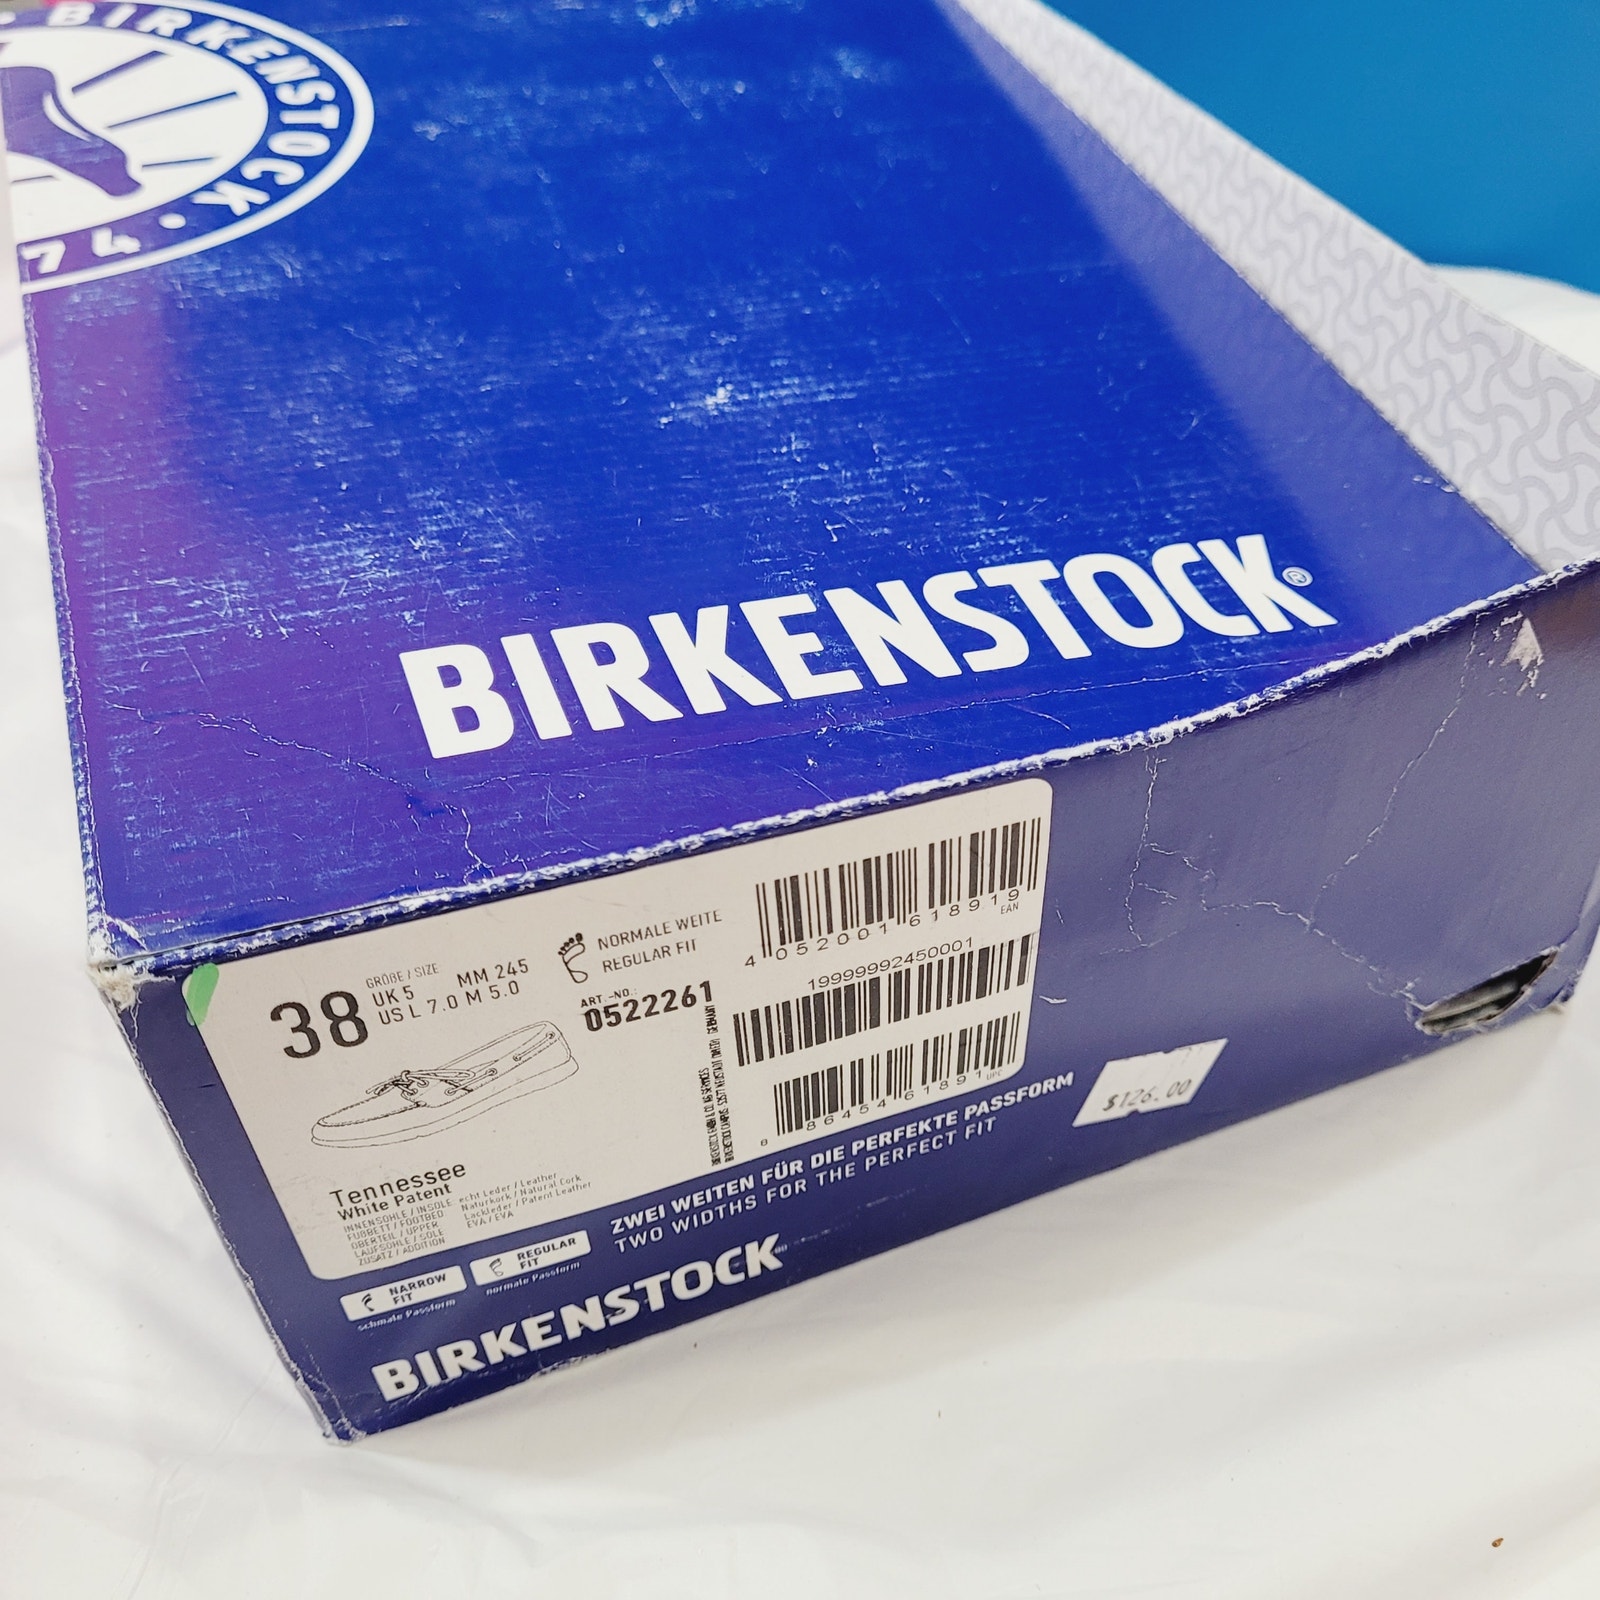 BIRKENSTOCK
74
BIRKENSTOCK®
38
GRÖßE / SIZE
UK 5 MM 245
US L 7.0 M 5.0
NORMALE WEITE
REGULAR FIT
ART.-NO.:
0522261
4 052001 618919
EAN
19999992450001
8 86454 61891
UPC
Tennessee
White Patent
INNENSOHLE / INSOLE echt Leder / Leather
FUßBETT / FOOTBED Naturkork / Natural Cork
OBERTEIL / UPPER Lackleder / Patent Leather
LAUFSOHLE / SOLE EVA / EVA
ZUSATZ / ADDITION
NARROW
FIT
schmale Passform
REGULAR
FIT
normale Passform
ZWEI WEITEN FÜR DIE PERFEKTE PASSFORM
TWO WIDTHS FOR THE PERFECT FIT
BIRKENSTOCK
$126.00